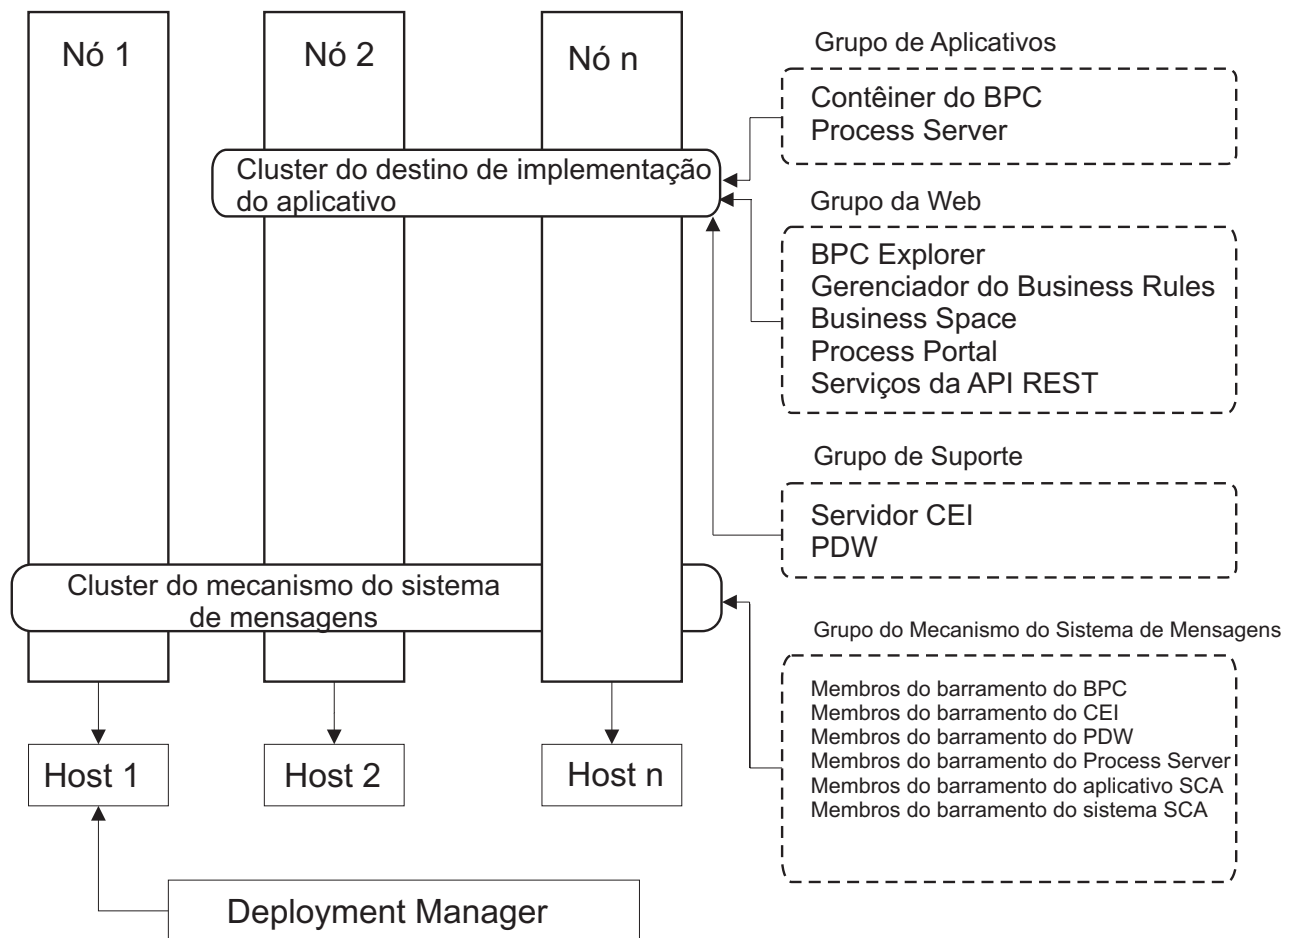 Nó 1
Nó 2
Nó n
Cluster do destino de implementação
do aplicativo
Grupo de Aplicativos
Contêiner do BPC
Process Server
Grupo da Web
BPC Explorer
Gerenciador do Business Rules
Business Space
Process Portal
Serviços da API REST
Grupo de Suporte
Servidor CEI
PDW
Cluster do mecanismo do sistema
de mensagens
Grupo do Mecanismo do Sistema de Mensagens
Membros do barramento do BPC
Membros do barramento do CEI
Membros do barramento do PDW
Membros do barramento do Process Server
Membros do barramento do aplicativo SCA
Membros do barramento do sistema SCA
Host 1
Host 2
Host n
Deployment Manager